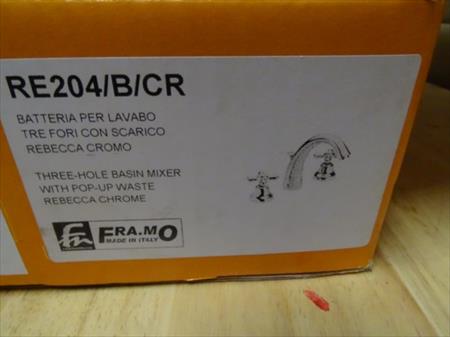 RE204/B/CR
BATTERIA PER LAVABO
TRE FORI CON SCARICO
REBECCA CROMO
THREE-HOLE BASIN MIXER
WITH POP-UP WASTE
REBECCA CHROME
fm FRA.MO
MADE IN ITALY